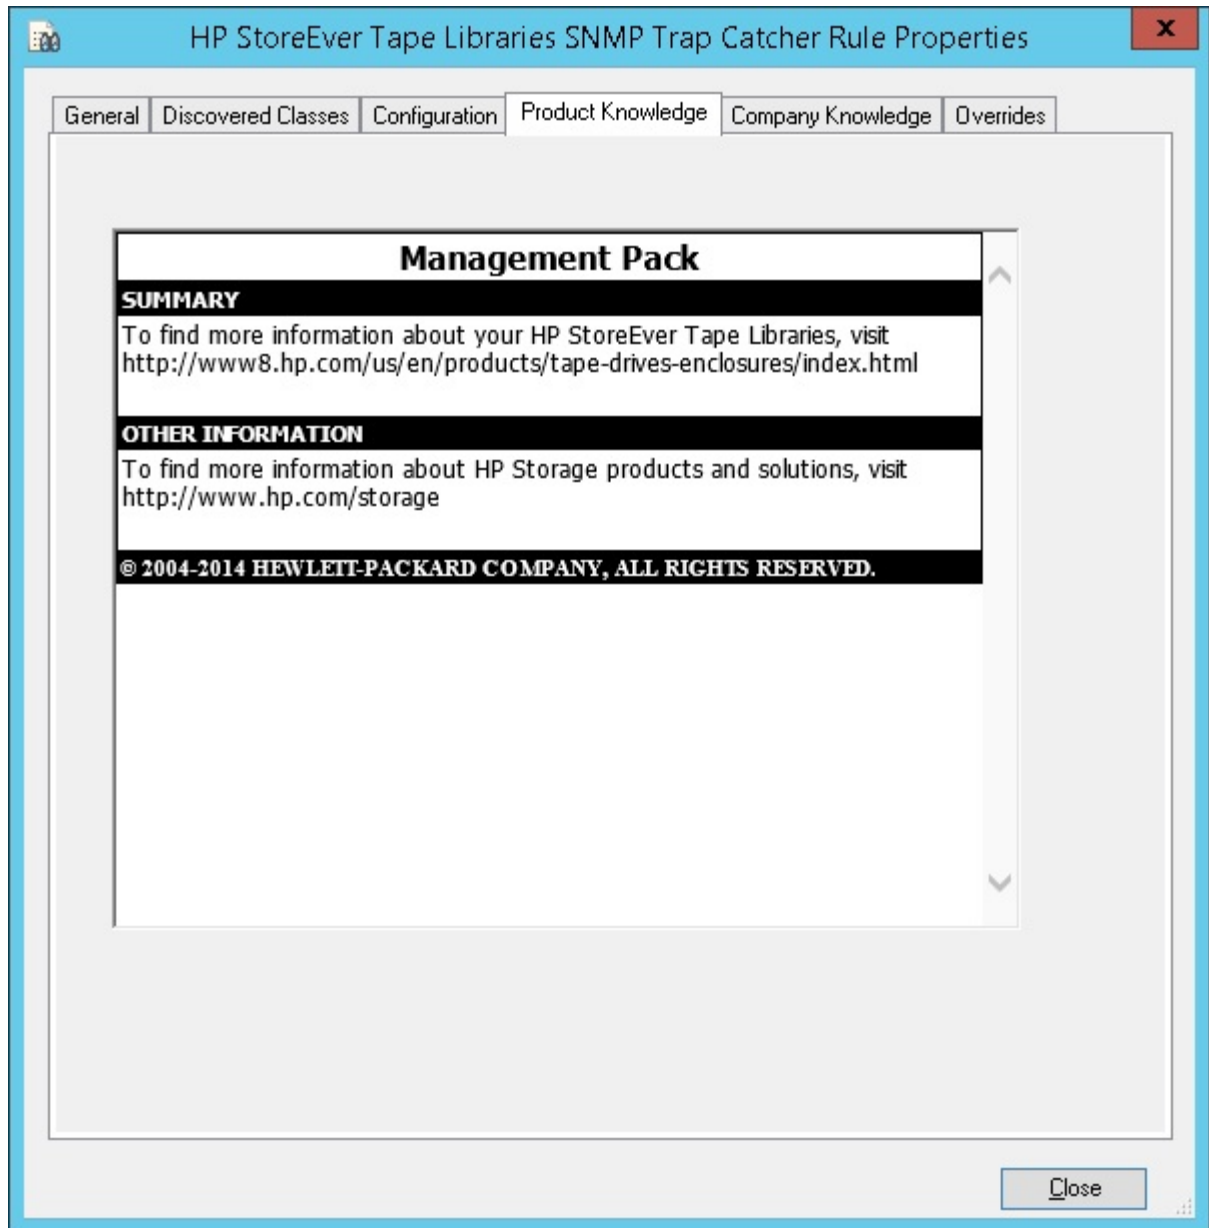 HP StoreEver Tape Libraries SNMP Trap Catcher Rule Properties
x
General
Discovered Classes
Configuration
Product Knowledge
Company Knowledge
Overrides
Management Pack
SUMMARY
To find more information about your HP StoreEver Tape Libraries, visit
http://www8.hp.com/us/en/products/tape-drives-enclosures/index.html
OTHER INFORMATION
To find more information about HP Storage products and solutions, visit
http://www.hp.com/storage
© 2004-2014 HEWLETT-PACKARD COMPANY, ALL RIGHTS RESERVED.
Close